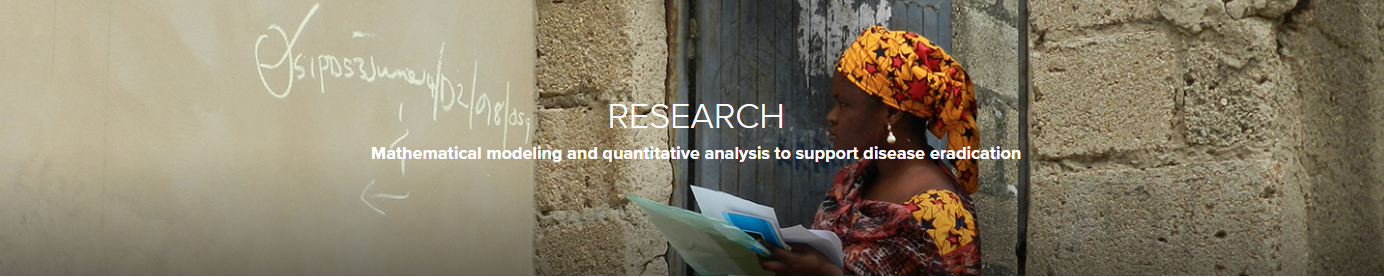 RESEARCH
Mathematical modeling and quantitative analysis to support disease eradication